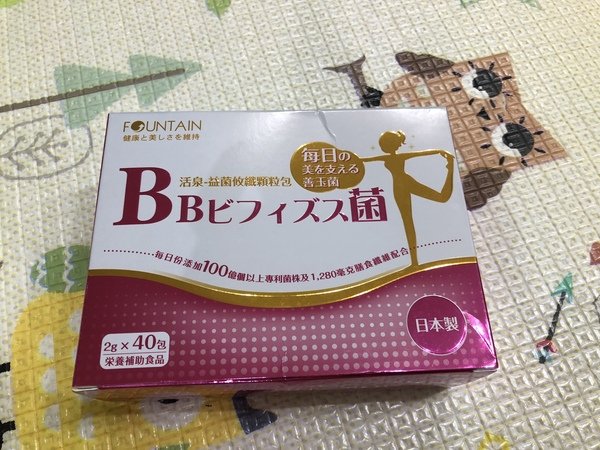 FOUNTAIN
健康と美しさを維持
活泉-益菌攸纖顆粒包
毎日の
美を支える
善玉菌
BBビフィズス菌
毎日份添加100億個以上專利菌株及1,280毫克膳食纖維配合
2g×40包
栄養補助食品
日本製